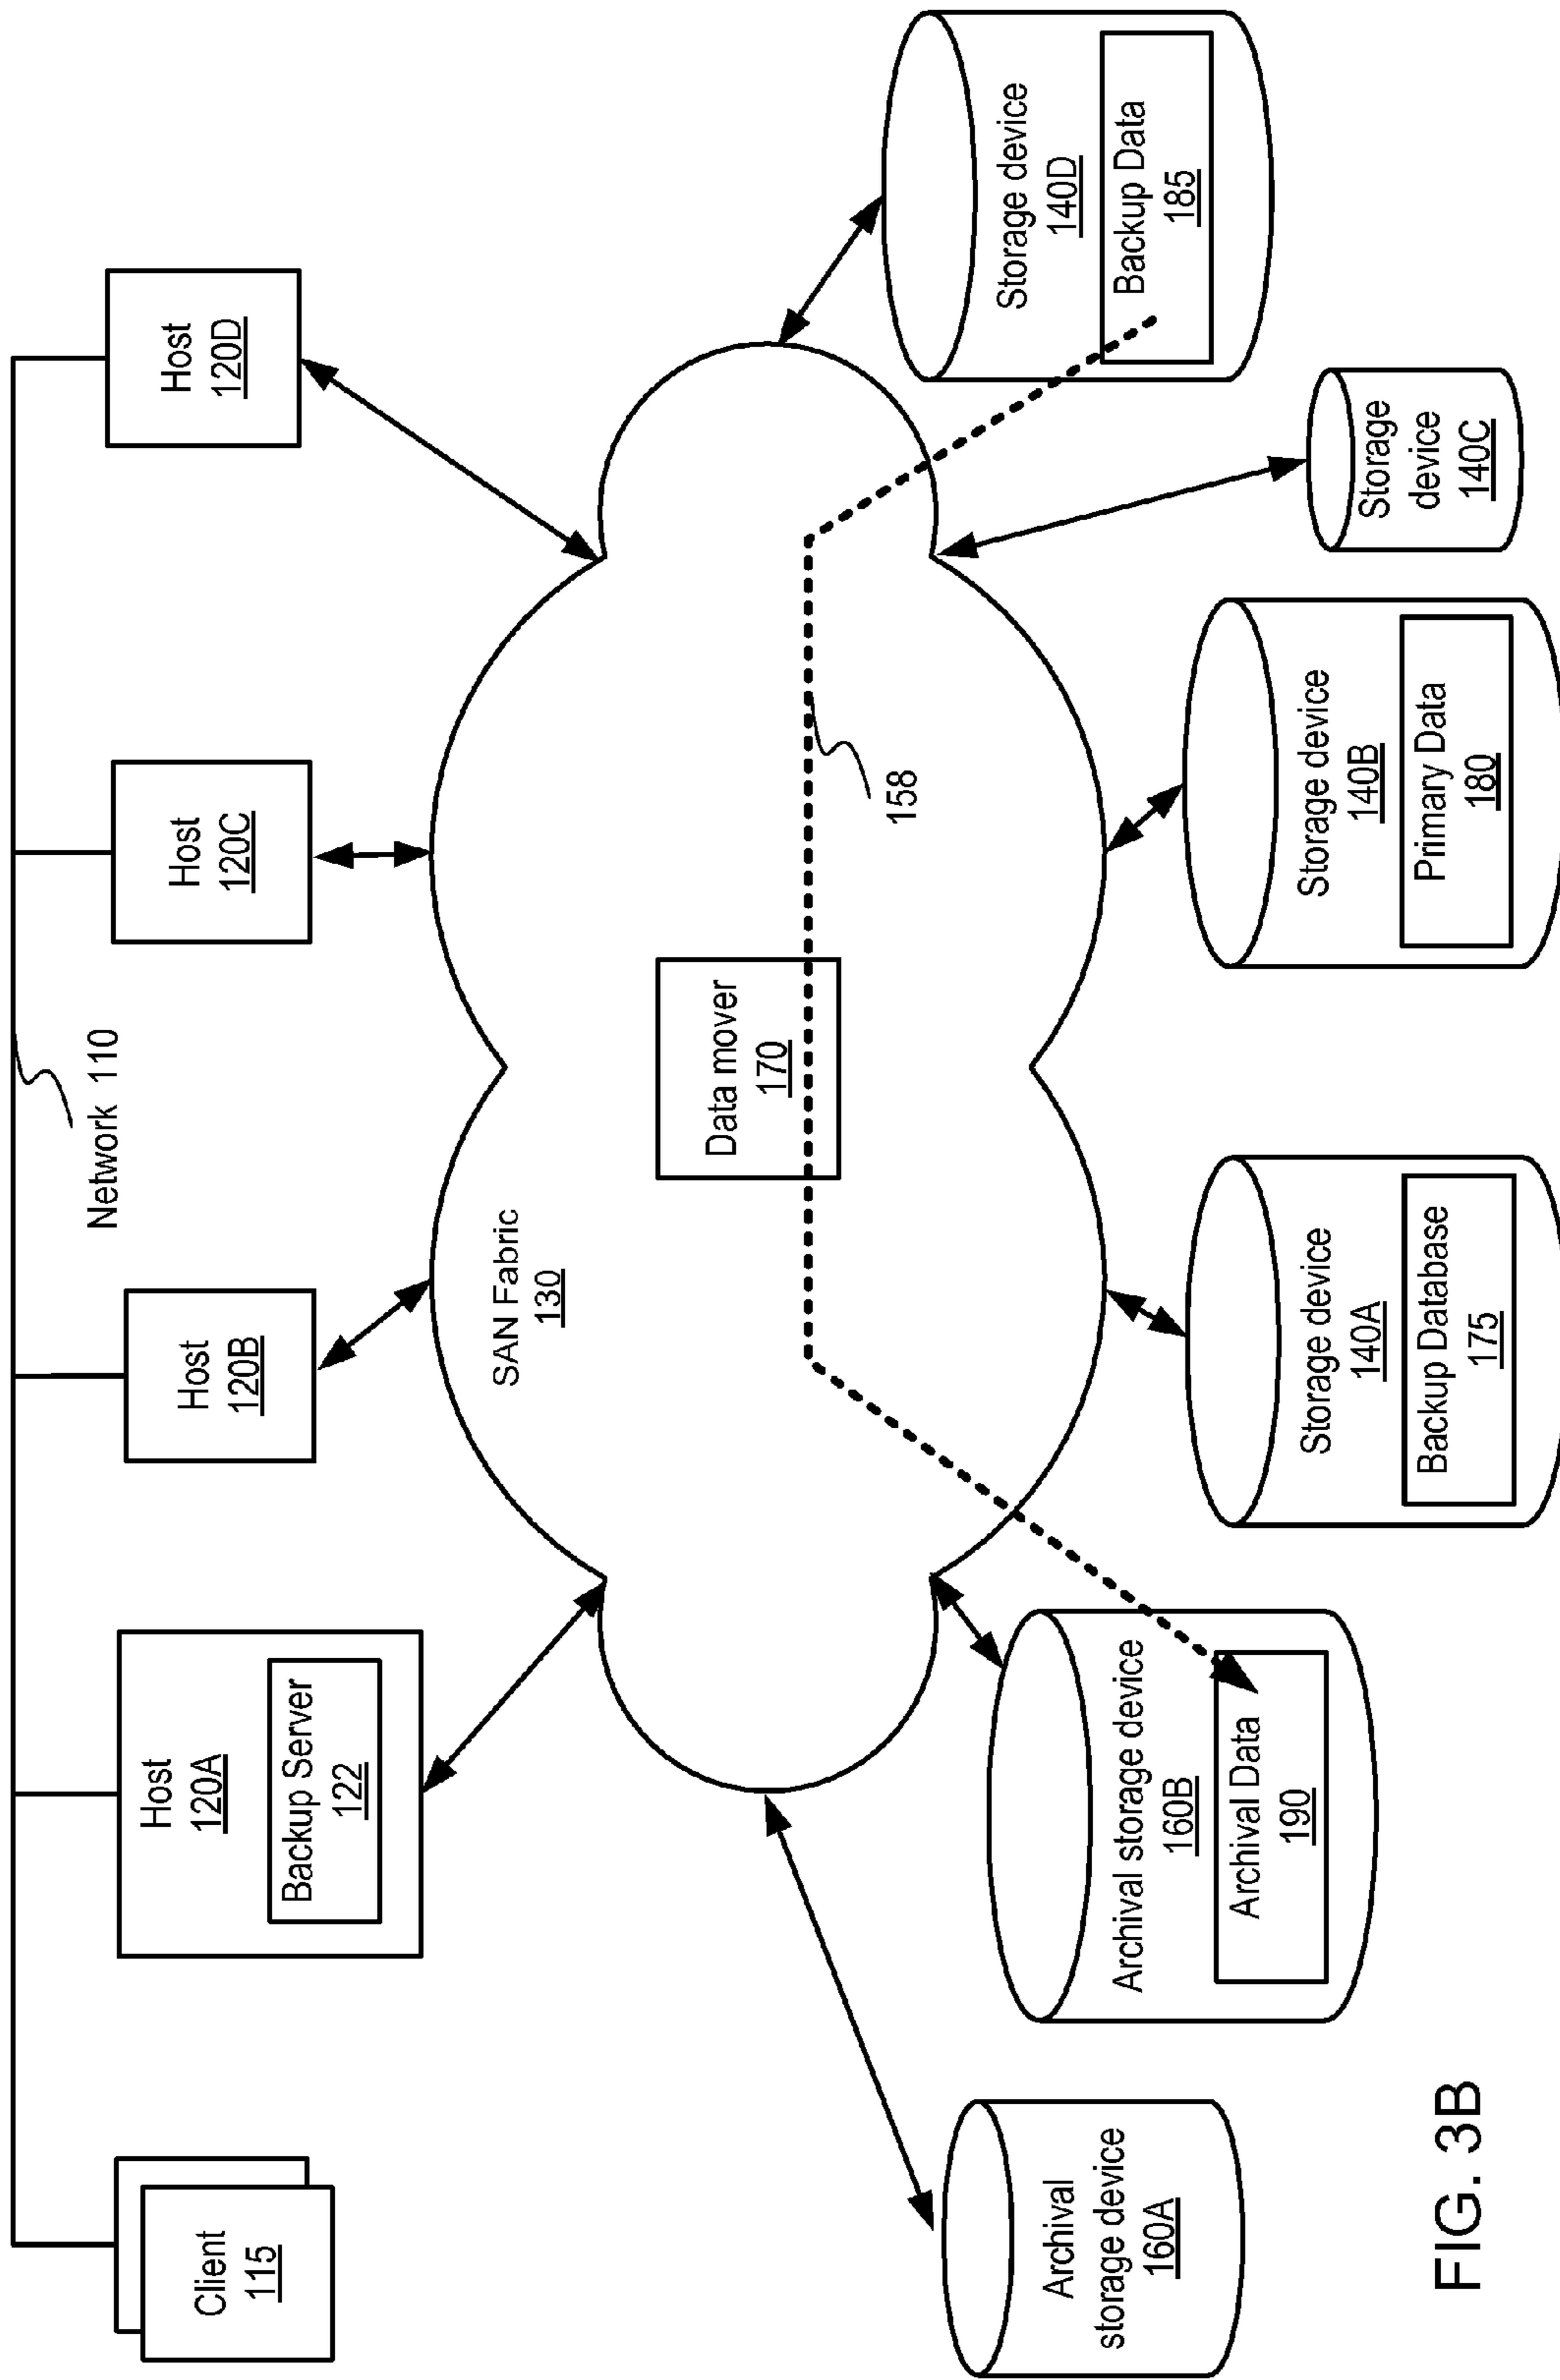 Network 110
Client
115
Host
120A
Backup Server
122
Host
120B
Host
120C
Host
120D
SAN Fabric
130
Data mover
170
158
Archival
storage device
160A
Archival storage device
160B
Archival Data
190
Storage device
140A
Backup Database
175
Storage device
140B
Primary Data
180
Storage
device
140C
Storage device
140D
Backup Data
185
FIG. 3B